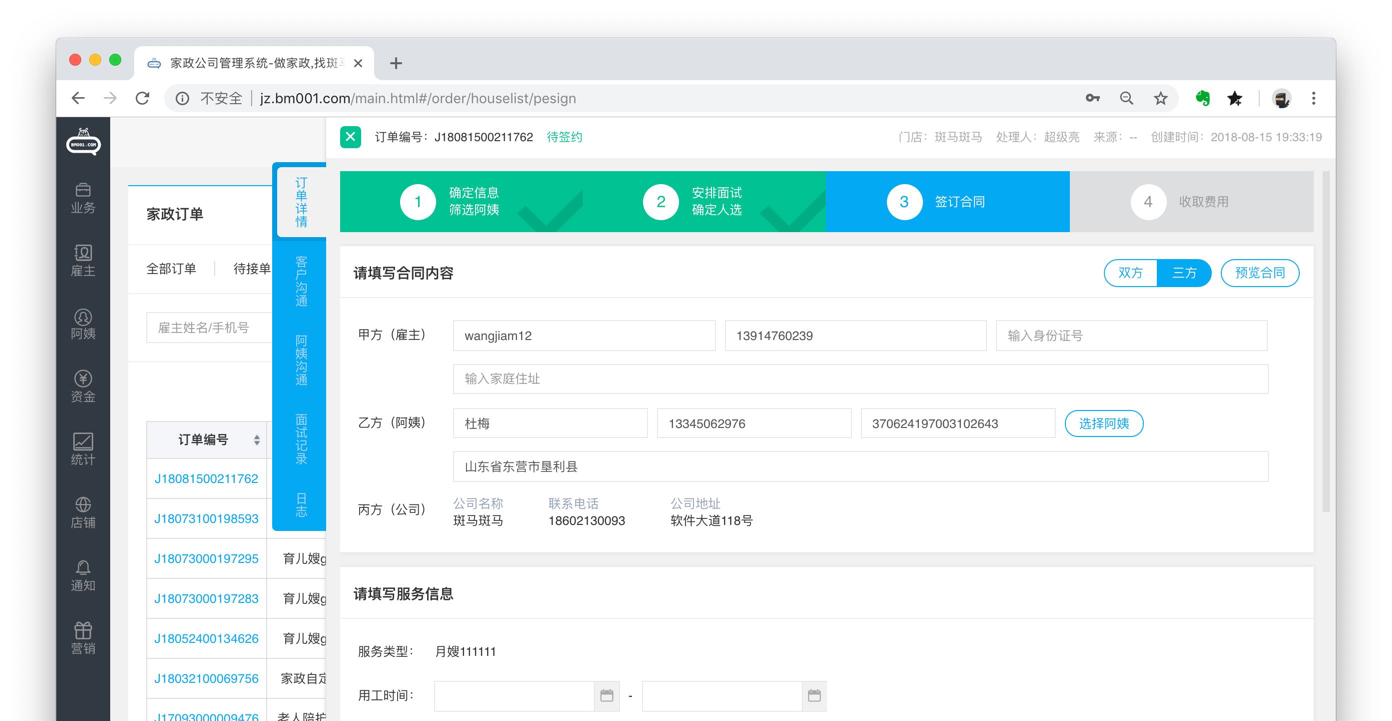 家政公司管理系统-做家政,找斑马
不安全 | jz.bm001.com/main.html#/order/houselist/pesign
BM001.COM
业务
雇主
阿姨
资金
统计
店铺
通知
营销
家政订单
全部订单 待接单
雇主姓名/手机号
订单编号
J18081500211762
J18073100198593
J18073000197295 育儿嫂g
J18073000197283 育儿嫂g
J18052400134626 育儿嫂g
J18032100069756 家政自定
J17093000009476 老人陪护
订单详情
客户沟通
阿姨沟通
面试记录
日志
订单编号：J18081500211762 待签约 门店：斑马斑马 处理人：超级亮 来源：-- 创建时间：2018-08-15 19:33:19
1 确定信息
筛选阿姨
2 安排面试
确定人选
3 签订合同
4 收取费用
请填写合同内容 双方 三方 预览合同
甲方（雇主） wangjiam12 13914760239 输入身份证号
输入家庭住址
乙方（阿姨） 杜梅 13345062976 370624197003102643 选择阿姨
山东省东营市垦利县
丙方（公司） 公司名称 联系电话 公司地址
斑马斑马 18602130093 软件大道118号
请填写服务信息
服务类型： 月嫂111111
用工时间： -